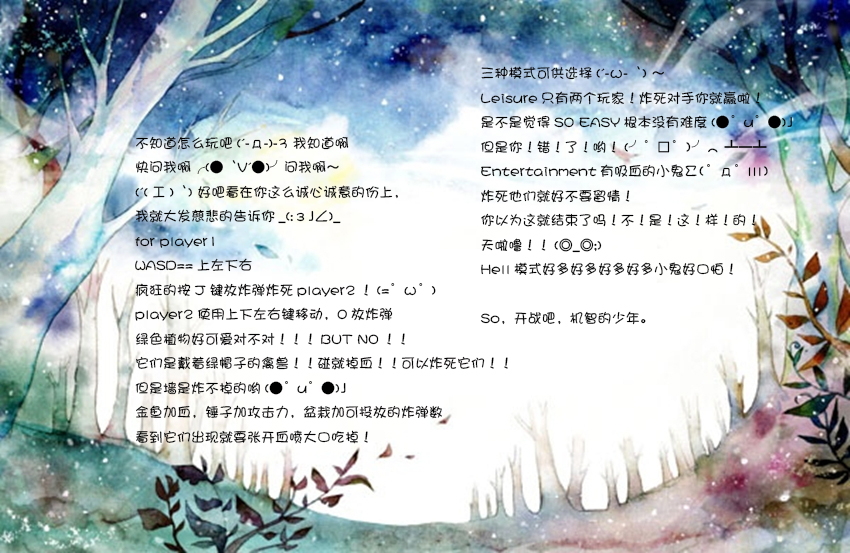 不知道怎么玩吧 (´-д-)-3 我知道啊
快问我啊╭(●｀∀´●)╯问我啊～
(´( 工 ) `) 好吧看在你这么诚心诚意的份上，
我就大发慈悲的告诉你 _(:з」∠)_
for player1
WASD== 上左下右
疯狂的按 J 键放炸弹炸死 player2 ！(=ﾟωﾟ)
player2 使用上下左右键移动，0 放炸弹
绿色植物好可爱对不对！！！BUT NO ！！
它们是戴着绿帽子的禽兽！！碰就掉血！！可以炸死它们！！
但是墙是炸不掉的哟 (●ﾟuﾟ●)」
金鱼加血，锤子加攻击力，盆栽加可投放的炸弹数
看到它们出现就要张开血喷大口吃掉！
三种模式可供选择 (´-ω-｀) ～
Leisure 只有两个玩家！炸死对手你就赢啦！
是不是觉得 SO EASY 根本没有难度 (●ﾟuﾟ●)」
但是你！错！了！哟！(╯ﾟ口ﾟ)╯︵ ┻━┻
Entertainment 有吸血的小鬼Σ(ﾟдﾟlll)
炸死他们就好不要留情！
你以为这就结束了吗！不！是！这！样！的！
天啦噜！！(◎_◎;)
Hell 模式好多好多好多好多小鬼好口怕！
So，开战吧，机智的少年。